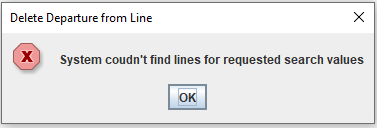 Delete Departure from Line
System coudn't find lines for requested search values
OK